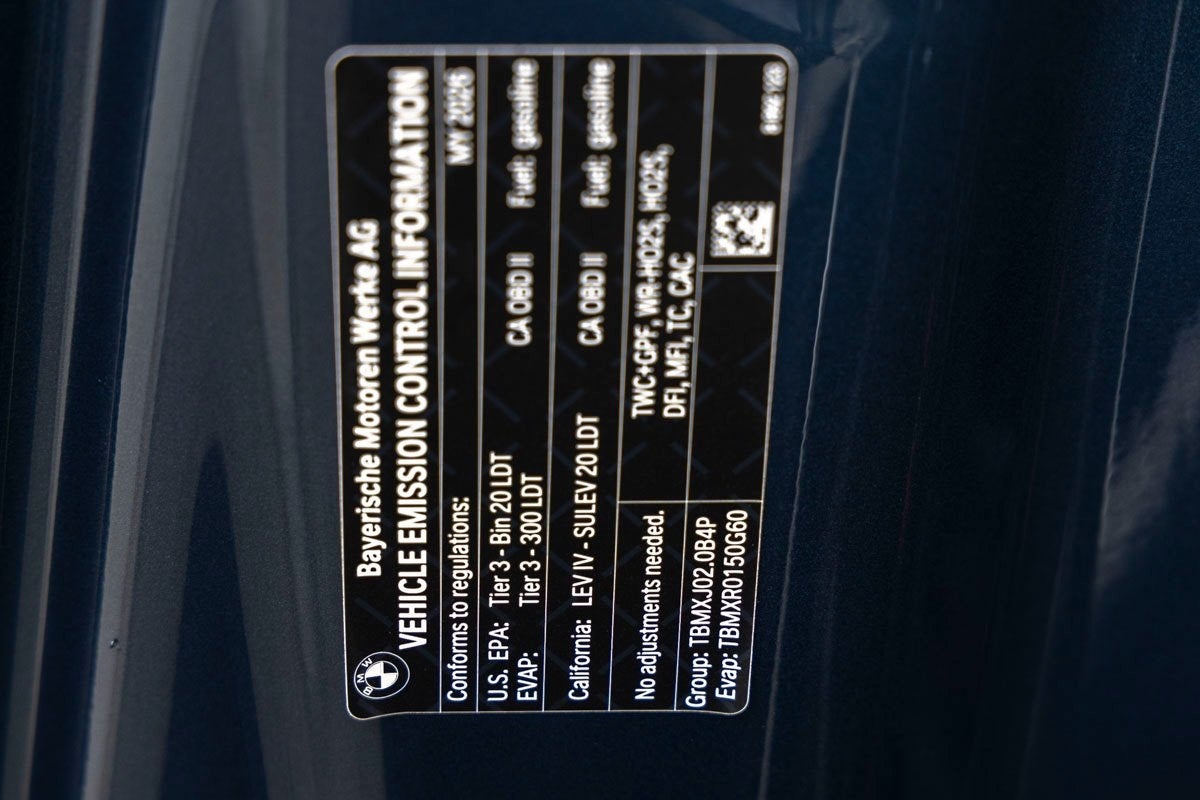 BMW
Bayerische Motoren Werke AG
VEHICLE EMISSION CONTROL INFORMATION
Conforms to regulations: MY 2026
U.S. EPA: Tier 3 - Bin 20 LDT CA OBD II Fuel: gasoline
EVAP: Tier 3 - 300 LDT
California: LEV IV - SULEV 20 LDT CA OBD II Fuel: gasoline
No adjustments needed.
TWC+GPF, WR-HO2S, HO2S,
DFI, MFI, TC, CAC
Group: TBMXJ02.0B4P
Evap: TBMXR0150G60